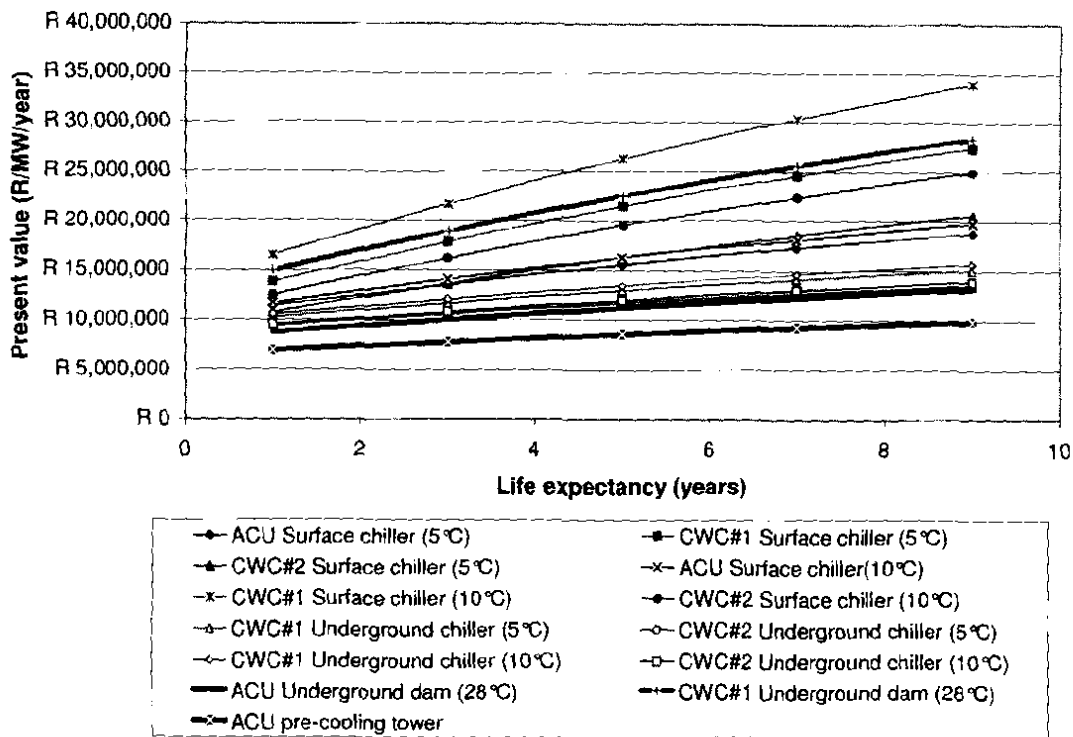 Present value (R/MW/year)
R 40,000,000
R 35,000,000
R 30,000,000
R 25,000,000
R 20,000,000
R 15,000,000
R 10,000,000
R 5,000,000
R 0
0 2 4 6 8 10
Life expectancy (years)
ACU Surface chiller (5°C) CWC#1 Surface chiller (5°C)
CWC#2 Surface chiller (5°C) ACU Surface chiller(10°C)
CWC#1 Surface chiller (10°C) CWC#2 Surface chiller (10°C)
CWC#1 Underground chiller (5°C) CWC#2 Underground chiller (5°C)
CWC#1 Underground chiller (10°C) CWC#2 Underground chiller (10°C)
ACU Underground dam (28°C) CWC#1 Underground dam (28°C)
ACU pre-cooling tower